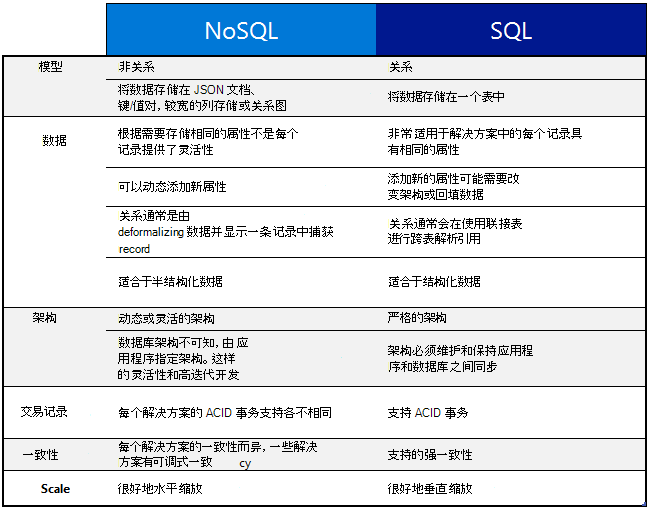 NoSQL SQL
模型 非关系 关系
将数据存储在 JSON 文档、
键/值对, 较宽的列存储或关系图
将数据存储在一个表中
数据
根据需要存储相同的属性不是每个
记录提供了灵活性
非常适用于解决方案中的每个记录具
有相同的属性
可以动态添加新属性
添加新的属性可能需要改
变架构或回填数据
关系通常是由
deformalizing 数据并显示一条记录中捕获
record
关系通常会在使用联接表
进行跨表解析引用
适合于半结构化数据 适合于结构化数据
架构 动态或灵活的架构 严格的架构
数据库架构不可知, 由 应
用程序指定架构。这样
的 灵活性和高迭代开发
架构必须维护和保持应用程
序和数据库之间同步
交易记录 每个解决方案的 ACID 事务支持各不相同 支持 ACID 事务
一致性
每个解决方案的一致性而异, 一些解决
方案有可调式一致 cy
支持的强一致性
Scale 很好地水平缩放 很好地垂直缩放